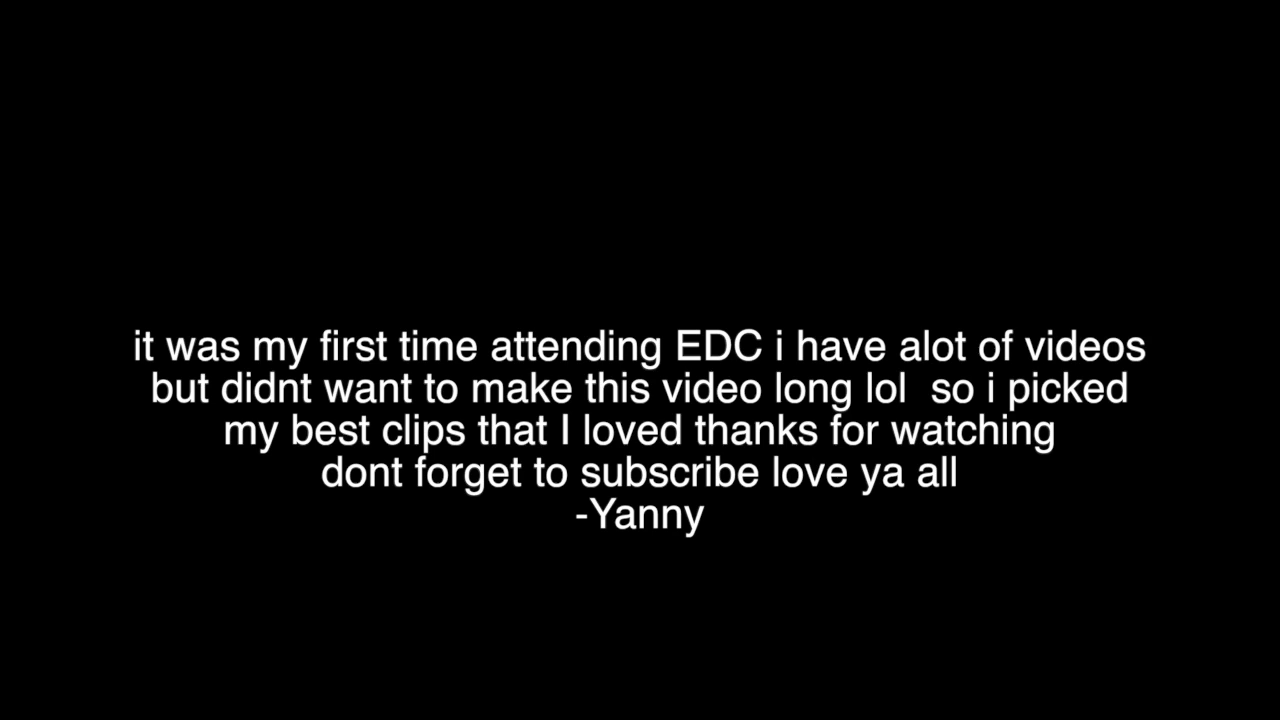 it was my first time attending EDC i have alot of videos
but didnt want to make this video long lol  so i picked
my best clips that I loved thanks for watching
dont forget to subscribe love ya all
-Yanny